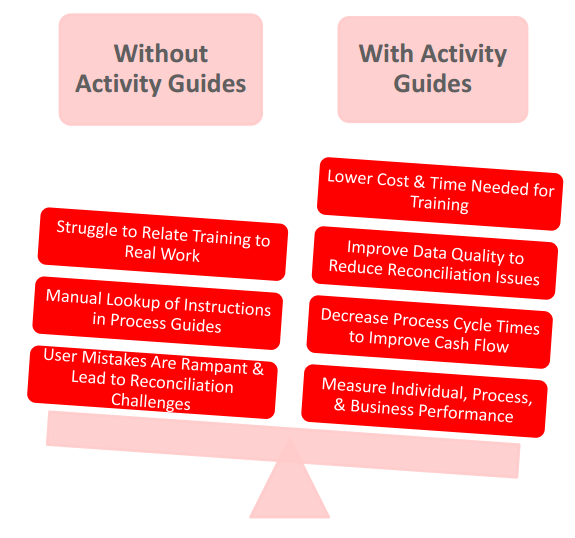 Without
Activity Guides
With Activity
Guides
Struggle to Relate Training to
Real Work
Manual Lookup of Instructions
in Process Guides
User Mistakes Are Rampant &
Lead to Reconciliation
Challenges
Lower Cost & Time Needed for
Training
Improve Data Quality to
Reduce Reconciliation Issues
Decrease Process Cycle Times
to Improve Cash Flow
Measure Individual, Process,
& Business Performance